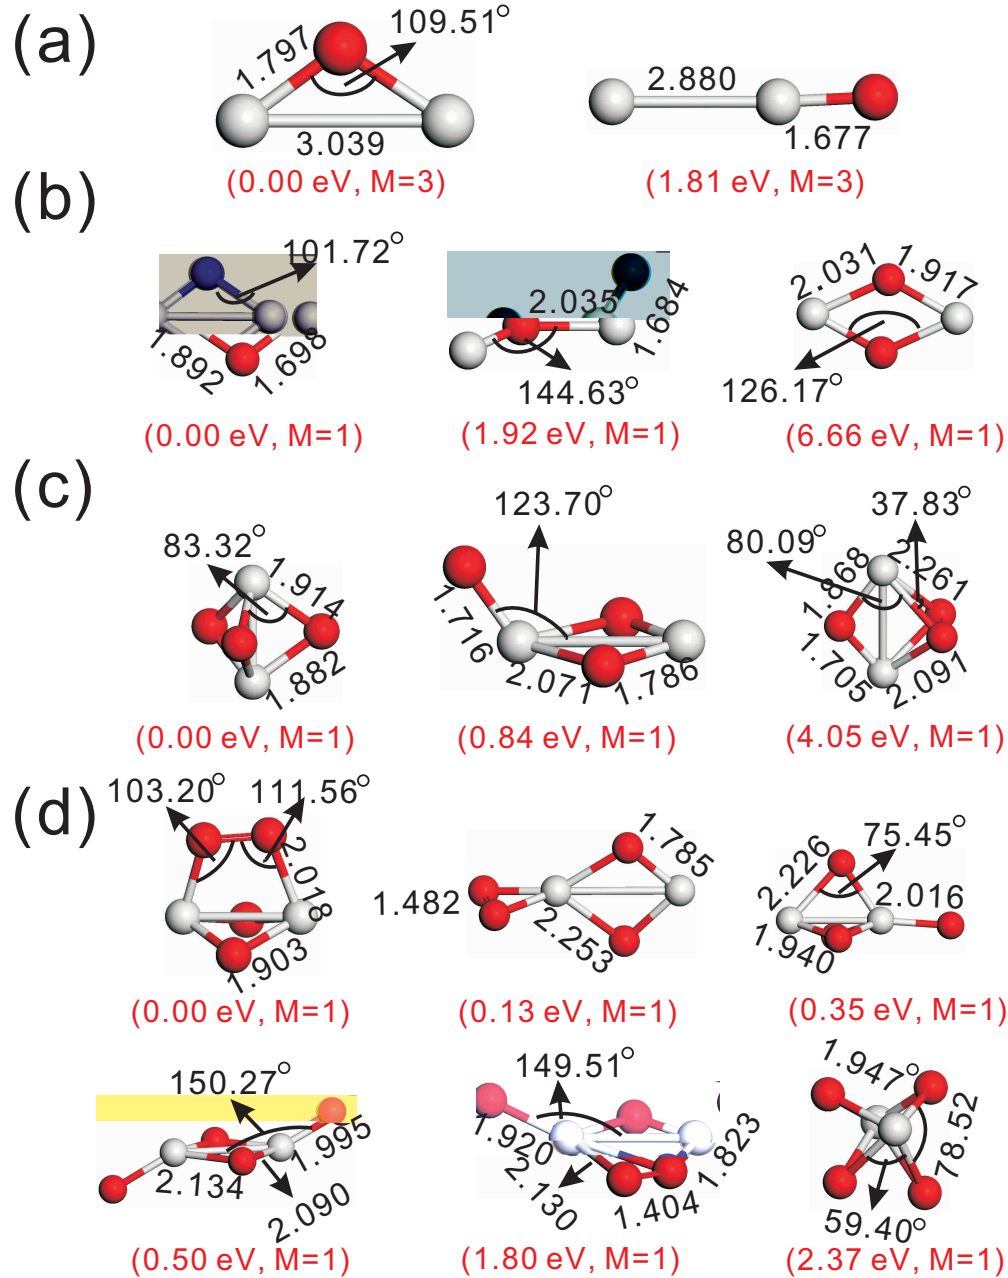 (a)
1.797
109.51°
3.039
(0.00 eV, M=3)
2.880
1.677
(1.81 eV, M=3)
(b)
101.72°
1.892
1.698
(0.00 eV, M=1)
2.035
1.684
144.63°
(1.92 eV, M=1)
2.031
1.917
126.17°
(6.66 eV, M=1)
(c)
83.32°
1.914
1.882
(0.00 eV, M=1)
123.70°
1.716
2.071
1.786
(0.84 eV, M=1)
37.83°
80.09°
1.868
2.261
1.705
2.091
(4.05 eV, M=1)
(d)
103.20°
111.56°
2.018
1.903
(0.00 eV, M=1)
1.785
1.482
2.253
(0.13 eV, M=1)
75.45°
2.226
2.016
1.940
(0.35 eV, M=1)
150.27°
1.995
2.134
2.090
(0.50 eV, M=1)
149.51°
1.920
2.130
1.823
1.404
(1.80 eV, M=1)
1.947°
78.52
59.40°
(2.37 eV, M=1)